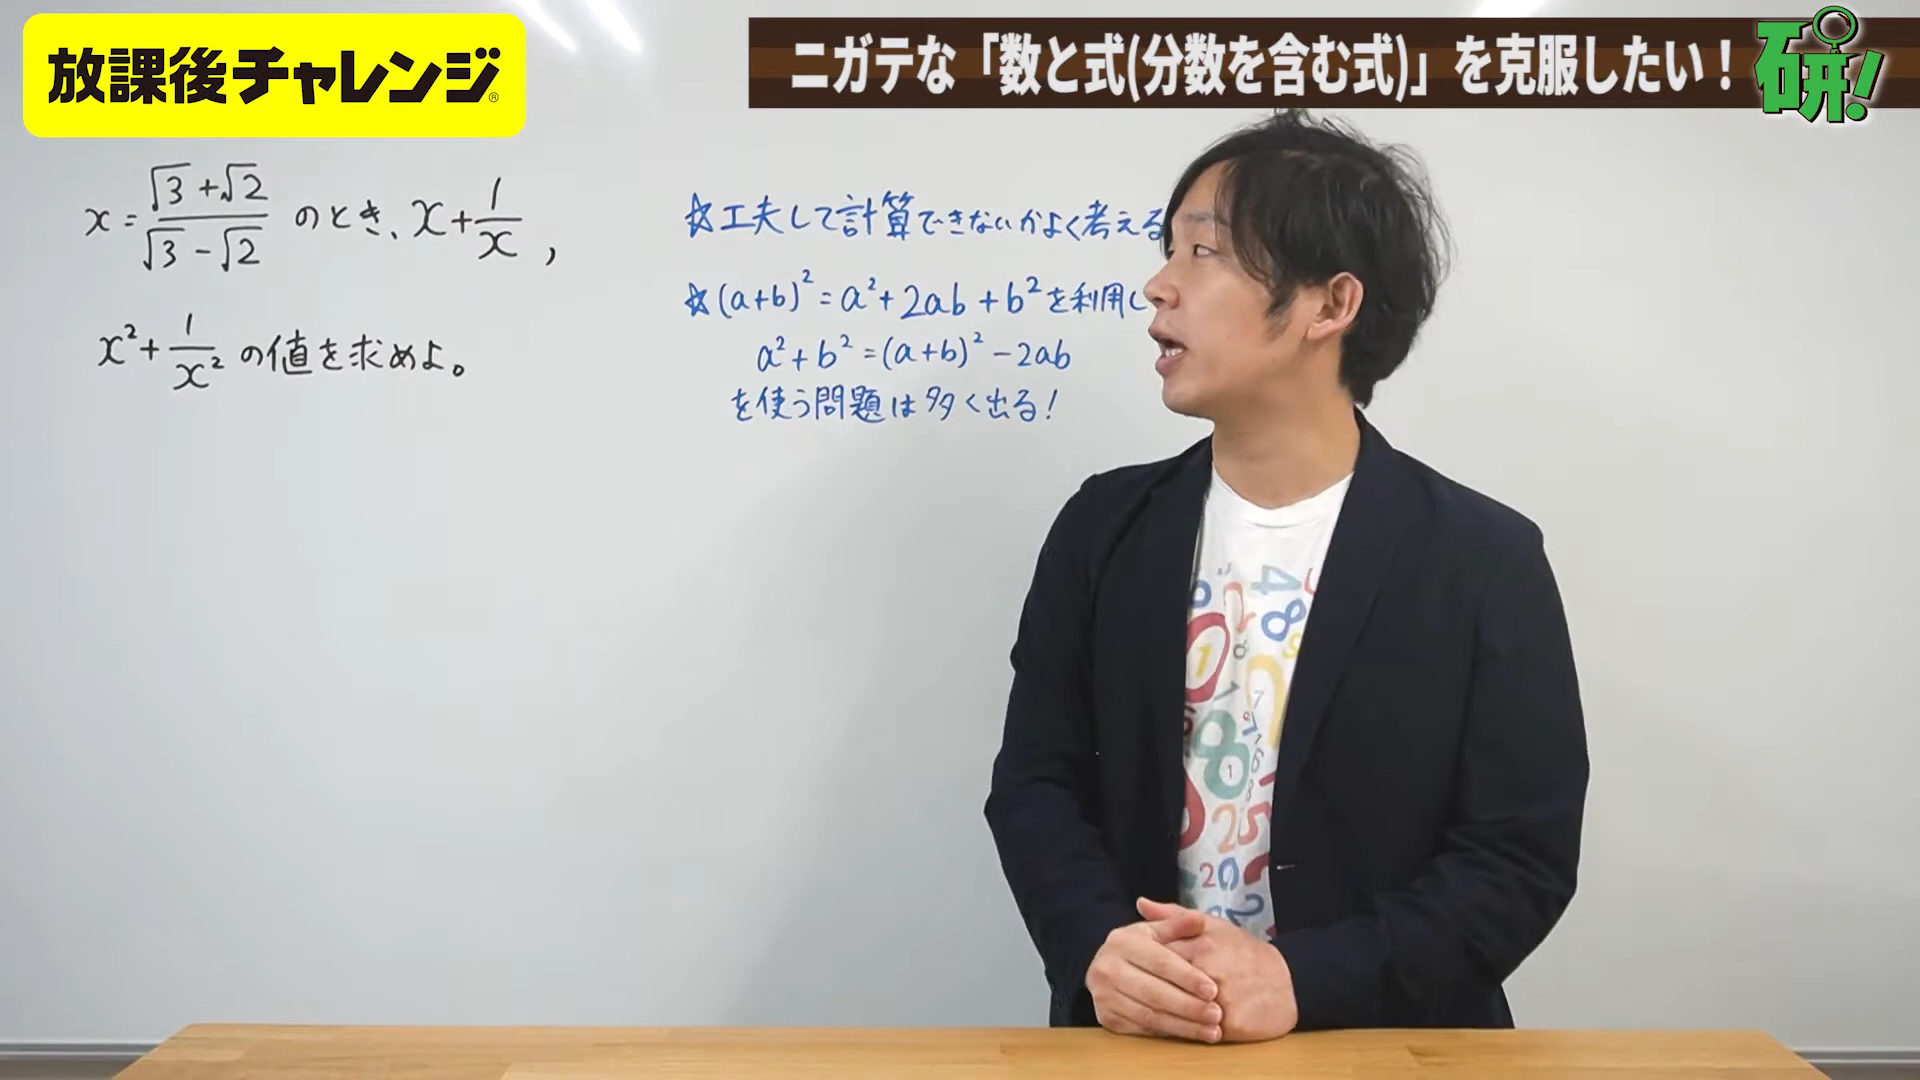 放課後チャレンジ®
ニガテな「数と式(分数を含む式)」を克服したい！
研!
x=(√3+√2)/(√3-√2) のとき、x+1/x ,
x²+1/x² の値を求めよ。
☆工夫して計算できないかよく考える
☆(a+b)²=a²+2ab+b²を利用し
a²+b²=(a+b)²-2ab
を使う問題は多く出る!